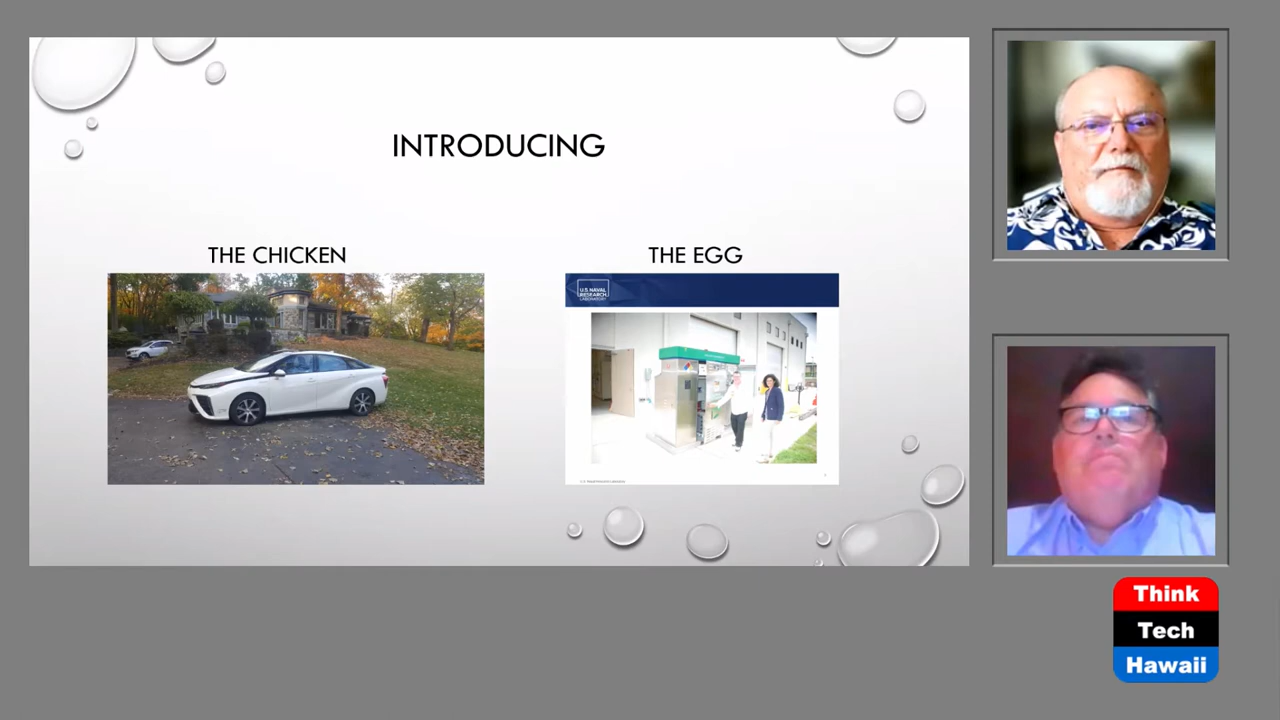 INTRODUCING
THE CHICKEN
THE EGG
U.S. NAVAL
RESEARCH
LABORATORY
Think
Tech
Hawaii